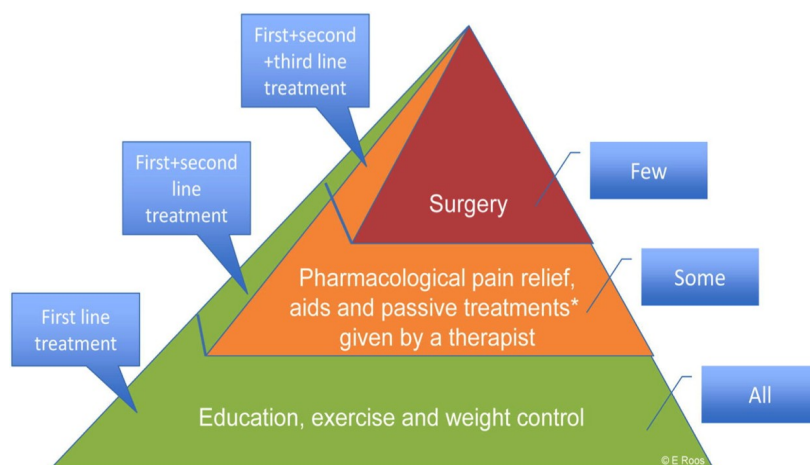 First+second
+third line
treatment
First+second
line
treatment
First line
treatment
Surgery
Pharmacological pain relief,
aids and passive treatments*
given by a therapist
Education, exercise and weight control
Few
Some
All
© E Roos